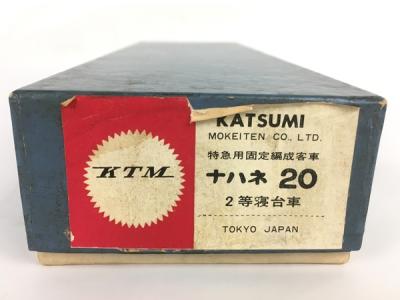 KTM
KATSUMI
MOKEITEN CO., LTD.
特急用固定編成客車
ナハネ 20
2等寝台車
TOKYO JAPAN